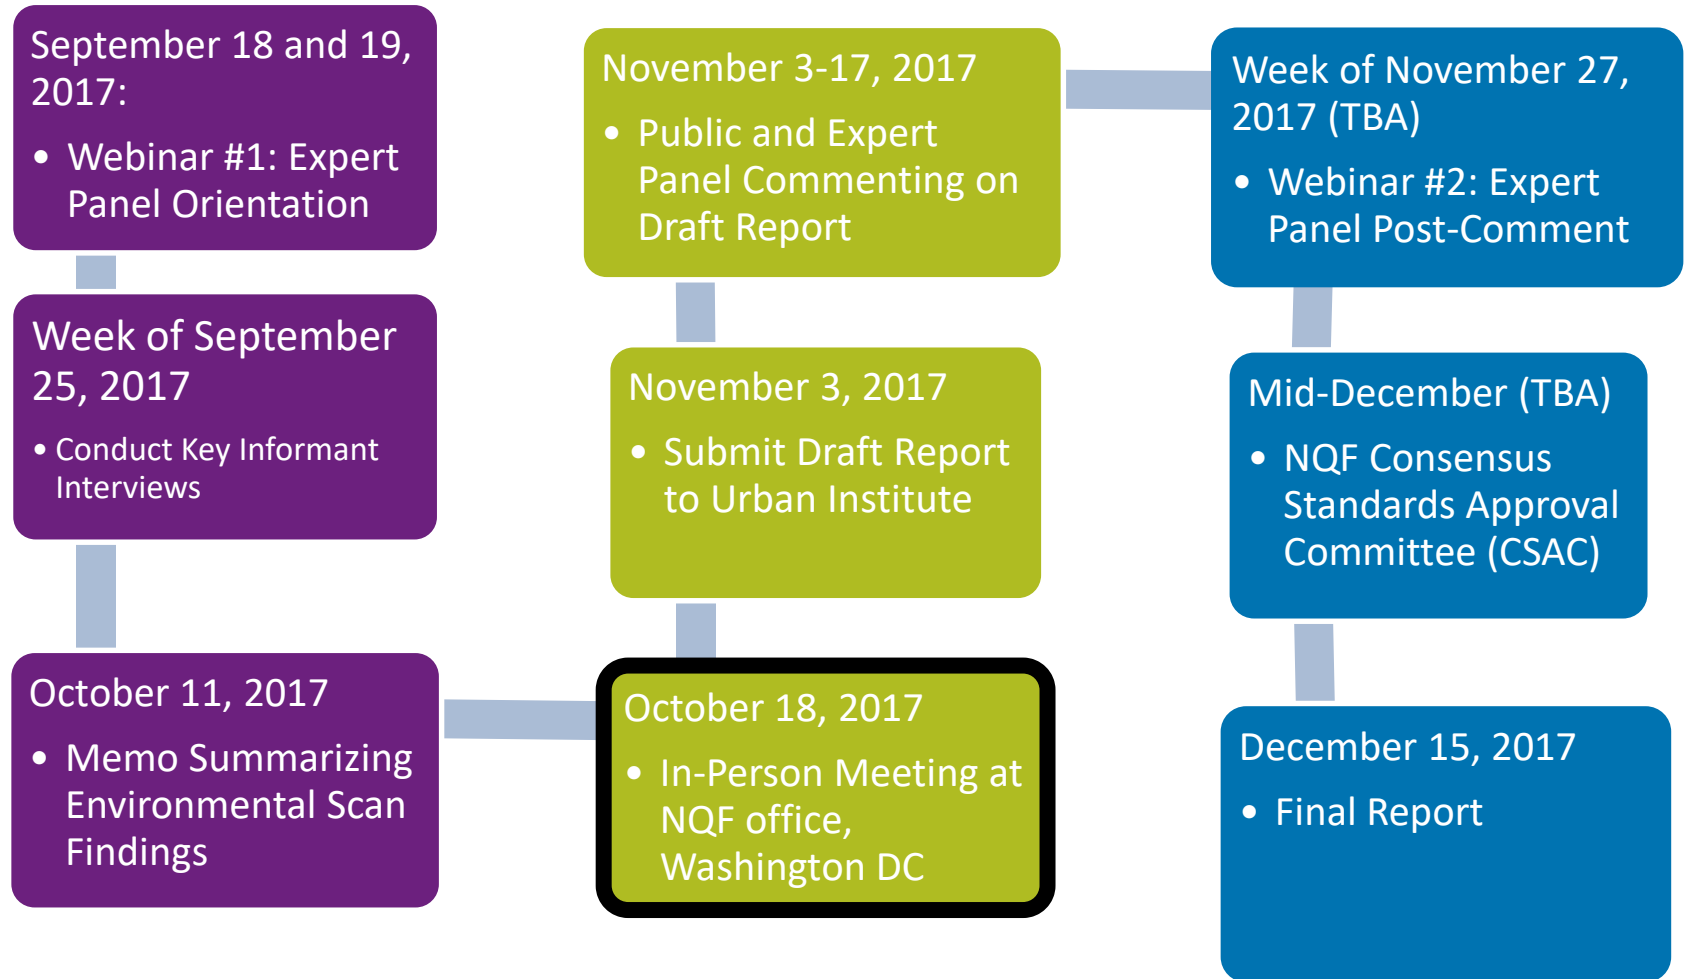 September 18 and 19,
2017:
• Webinar #1: Expert
Panel Orientation
Week of September
25, 2017
• Conduct Key Informant
Interviews
October 11, 2017
• Memo Summarizing
Environmental Scan
Findings
October 18, 2017
• In-Person Meeting at
NQF office,
Washington DC
November 3, 2017
• Submit Draft Report
to Urban Institute
November 3-17, 2017
• Public and Expert
Panel Commenting on
Draft Report
Week of November 27,
2017 (TBA)
• Webinar #2: Expert
Panel Post-Comment
Mid-December (TBA)
• NQF Consensus
Standards Approval
Committee (CSAC)
December 15, 2017
• Final Report